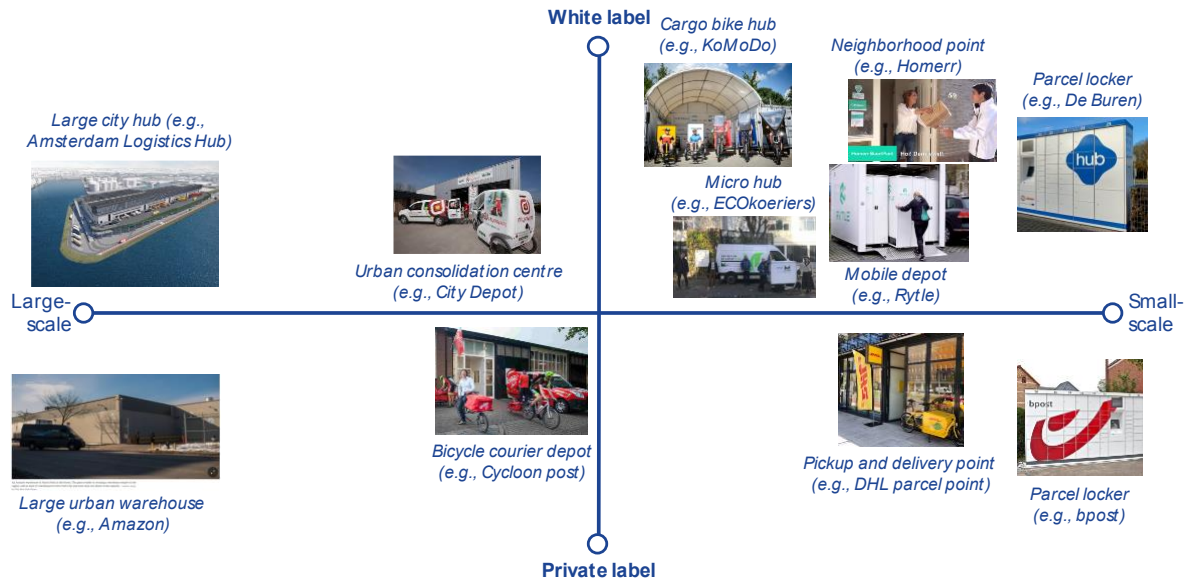 White label
Cargo bike hub
(e.g., KoMoDo)
Neighborhood point
(e.g., Homerr)
Parcel locker
(e.g., De Buren)
Large city hub (e.g.,
Amsterdam Logistics Hub)
hub
Micro hub
(e.g., ECOkoeriers)
Urban consolidation centre
(e.g., City Depot)
Mobile depot
(e.g., Rytle)
Large-
scale
Small-
scale
DHL
bpost
Bicycle courier depot
(e.g., Cycloon post)
Pickup and delivery point
(e.g., DHL parcel point)
Parcel locker
(e.g., bpost)
Large urban warehouse
(e.g., Amazon)
Private label